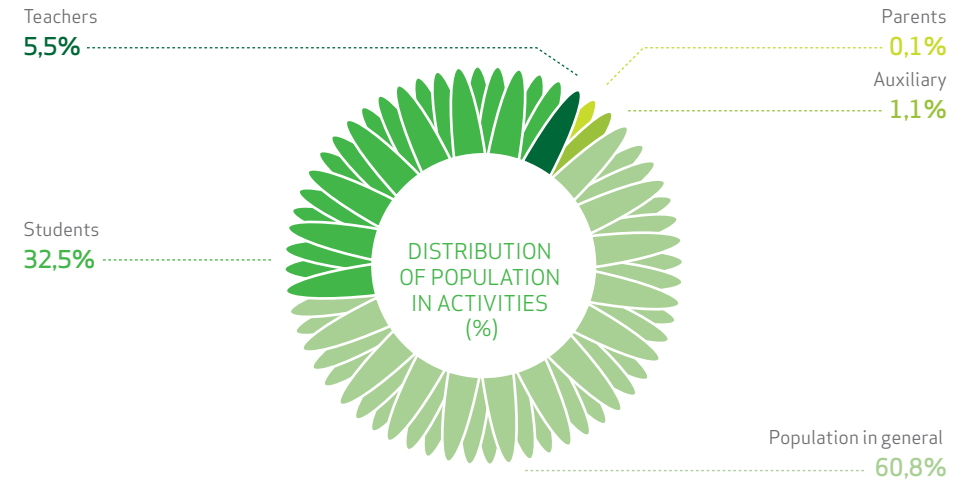 Teachers
5,5%
Parents
0,1%
Auxiliary
1,1%
Students
32,5%
DISTRIBUTION
OF POPULATION
IN ACTIVITIES
(%)
Population in general
60,8%